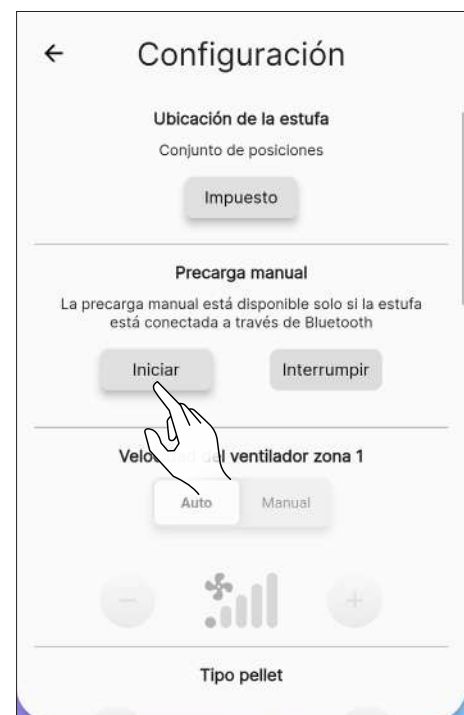 Configuración
Ubicación de la estufa
Conjunto de posiciones
Impuesto
Precarga manual
La precarga manual está disponible solo si la estufa
está conectada a través de Bluetooth
Iniciar
Interrumpir
del ventilador zona 1
Auto
Manual
Tipo pellet